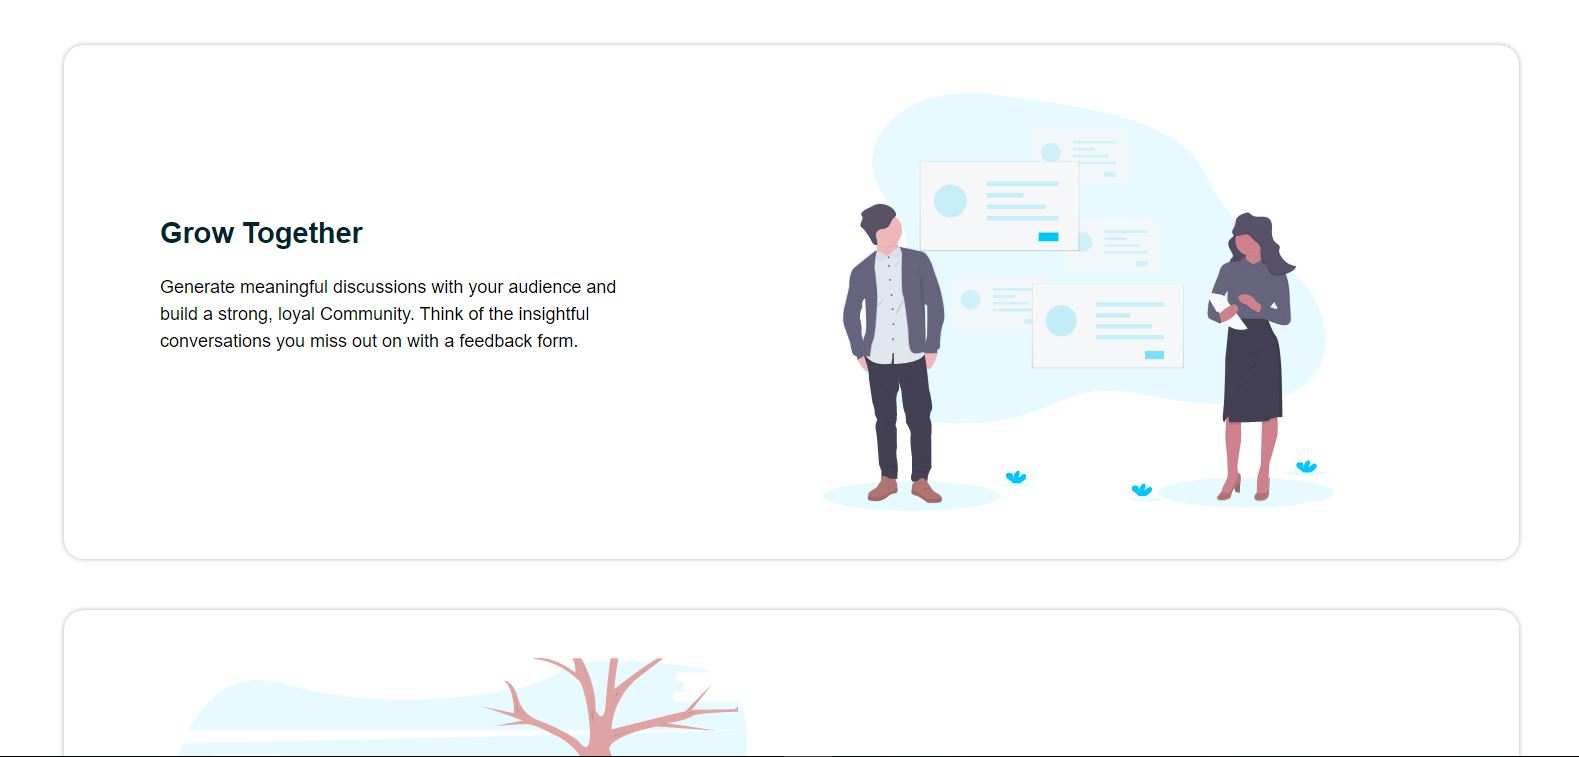 Grow Together
Generate meaningful discussions with your audience and
build a strong, loyal Community. Think of the insightful
conversations you miss out on with a feedback form.